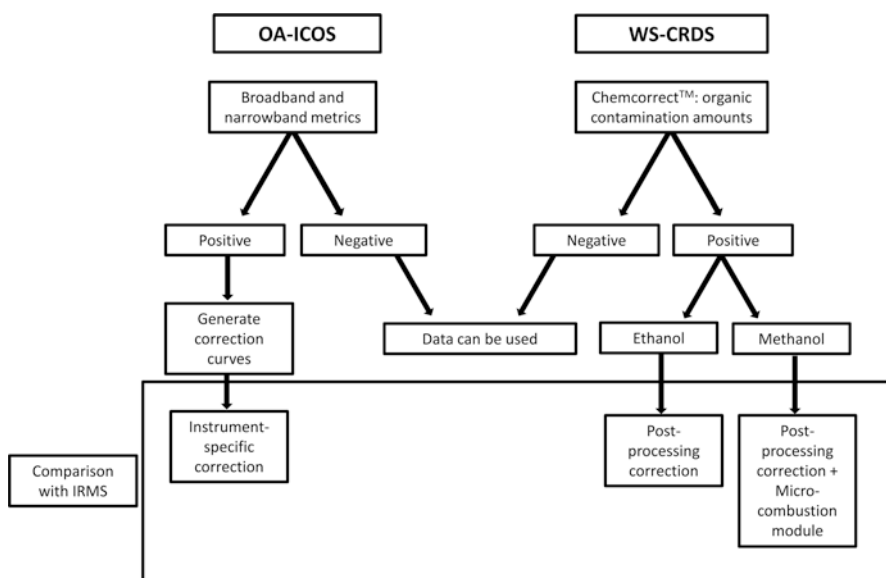 OA-ICOS
WS-CRDS
Broadband and
narrowband metrics
Chemcorrect™: organic
contamination amounts
Positive
Negative
Negative
Positive
Generate
correction
curves
Data can be used
Ethanol
Methanol
Instrument-
specific
correction
Post-
processing
correction
Post-
processing
correction +
Micro-
combustion
module
Comparison
with IRMS